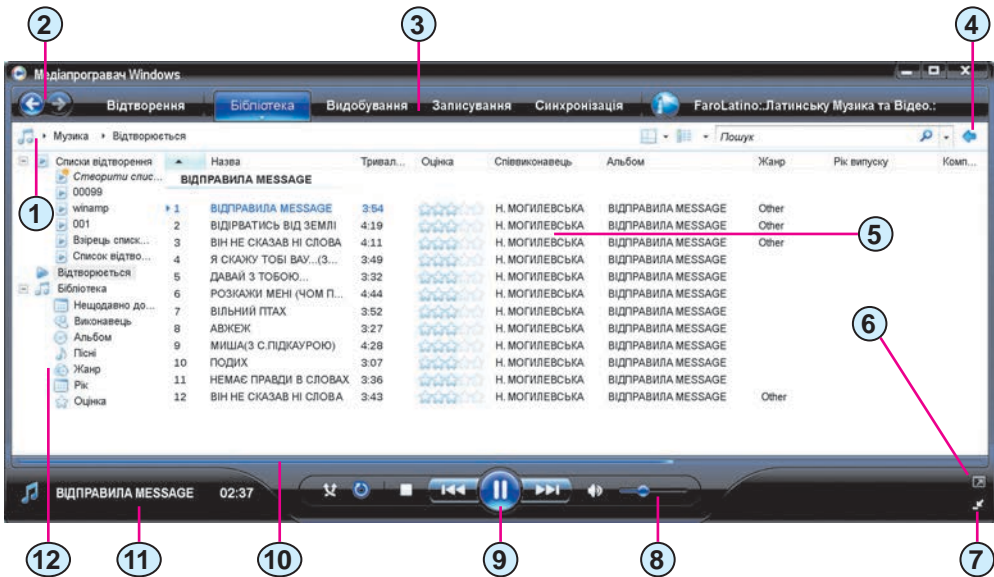 2 3 4
Медіапрогравач Windows
Відтворення Бібліотека Видобування Записування Синхронізація FaroLatino::Латинську Музика та Відео.:
Музика Відтворюється Пошук
Списки відтворення Назва Тривал... Оцінка Співвиконавець Альбом Жанр Рік випуску Комп...
Створити спис... ВІДПРАВИЛА MESSAGE
00099
winamp 1 ВІДПРАВИЛА MESSAGE 3:54 Н. МОГИЛЕВСЬКА ВІДПРАВИЛА MESSAGE Other
1
001 2 ВІДІРВАТИСЬ ВІД ЗЕМЛІ 4:19 Н. МОГИЛЕВСЬКА ВІДПРАВИЛА MESSAGE Other
5
Взірець списк... 3 ВІН НЕ СКАЗАВ НІ СЛОВА 4:11 Н. МОГИЛЕВСЬКА ВІДПРАВИЛА MESSAGE Other
Список відтво... 4 Я СКАЖУ ТОБІ ВАУ...(З... 3:49 Н. МОГИЛЕВСЬКА ВІДПРАВИЛА MESSAGE
Відтворюється 5 ДАВАЙ З ТОБОЮ... 3:32 Н. МОГИЛЕВСЬКА ВІДПРАВИЛА MESSAGE
Бібліотека 6 РОЗКАЖИ МЕНІ (ЧОМ П... 4:44 Н. МОГИЛЕВСЬКА ВІДПРАВИЛА MESSAGE
Нещодавно до... 7 ВІЛЬНИЙ ПТАХ 3:52 Н. МОГИЛЕВСЬКА ВІДПРАВИЛА MESSAGE
6
Виконавець 8 АВЖЕЖ 3:27 Н. МОГИЛЕВСЬКА ВІДПРАВИЛА MESSAGE
Альбом 9 МИША(З С.ПІДКАУРОЮ) 4:28 Н. МОГИЛЕВСЬКА ВІДПРАВИЛА MESSAGE
Пісні 10 ПОДИХ 3:07 Н. МОГИЛЕВСЬКА ВІДПРАВИЛА MESSAGE
Жанр 11 НЕМАЄ ПРАВДИ В СЛОВАХ 3:36 Н. МОГИЛЕВСЬКА ВІДПРАВИЛА MESSAGE
Рік 12 ВІН НЕ СКАЗАВ НІ СЛОВА 3:43 Н. МОГИЛЕВСЬКА ВІДПРАВИЛА MESSAGE Other
Оцінка
ВІДПРАВИЛА MESSAGE 02:37
12 11 10 9 8 7